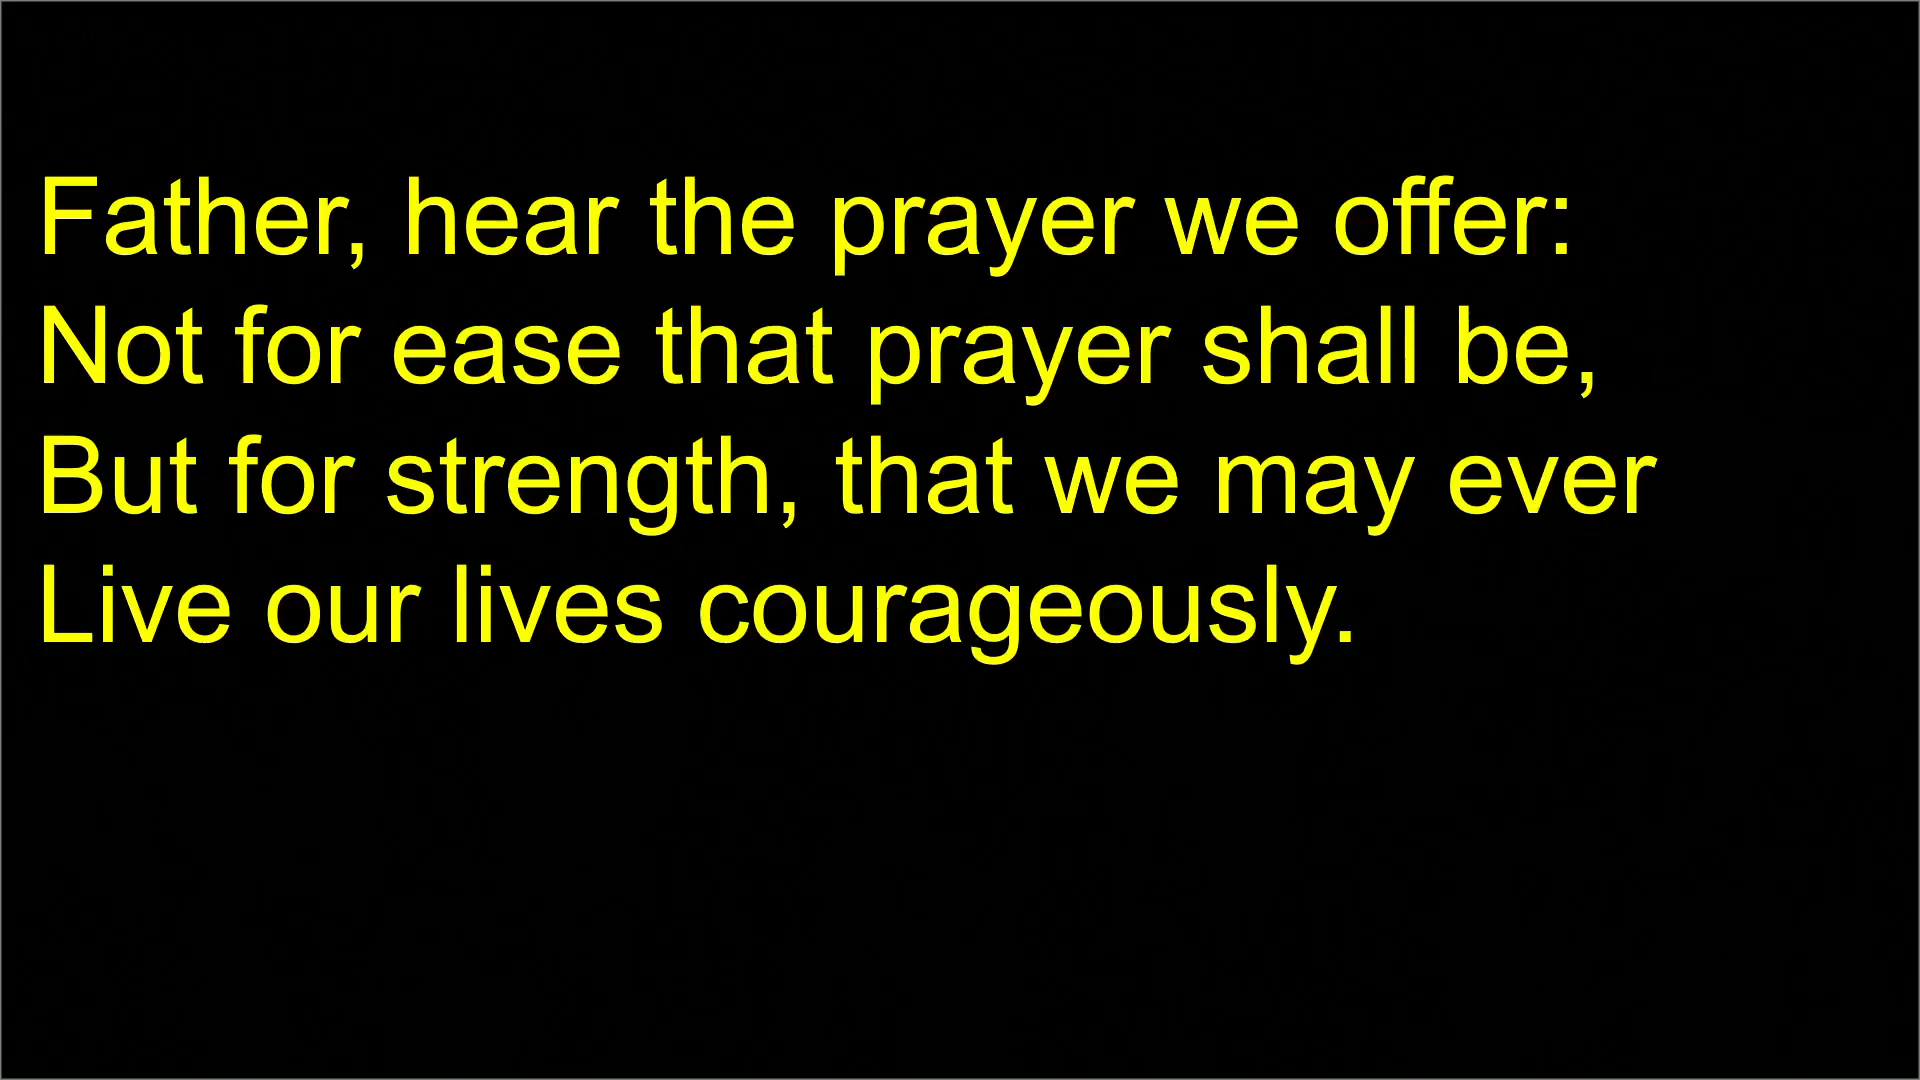 Father, hear the prayer we offer:
Not for ease that prayer shall be,
But for strength, that we may ever
Live our lives courageously.